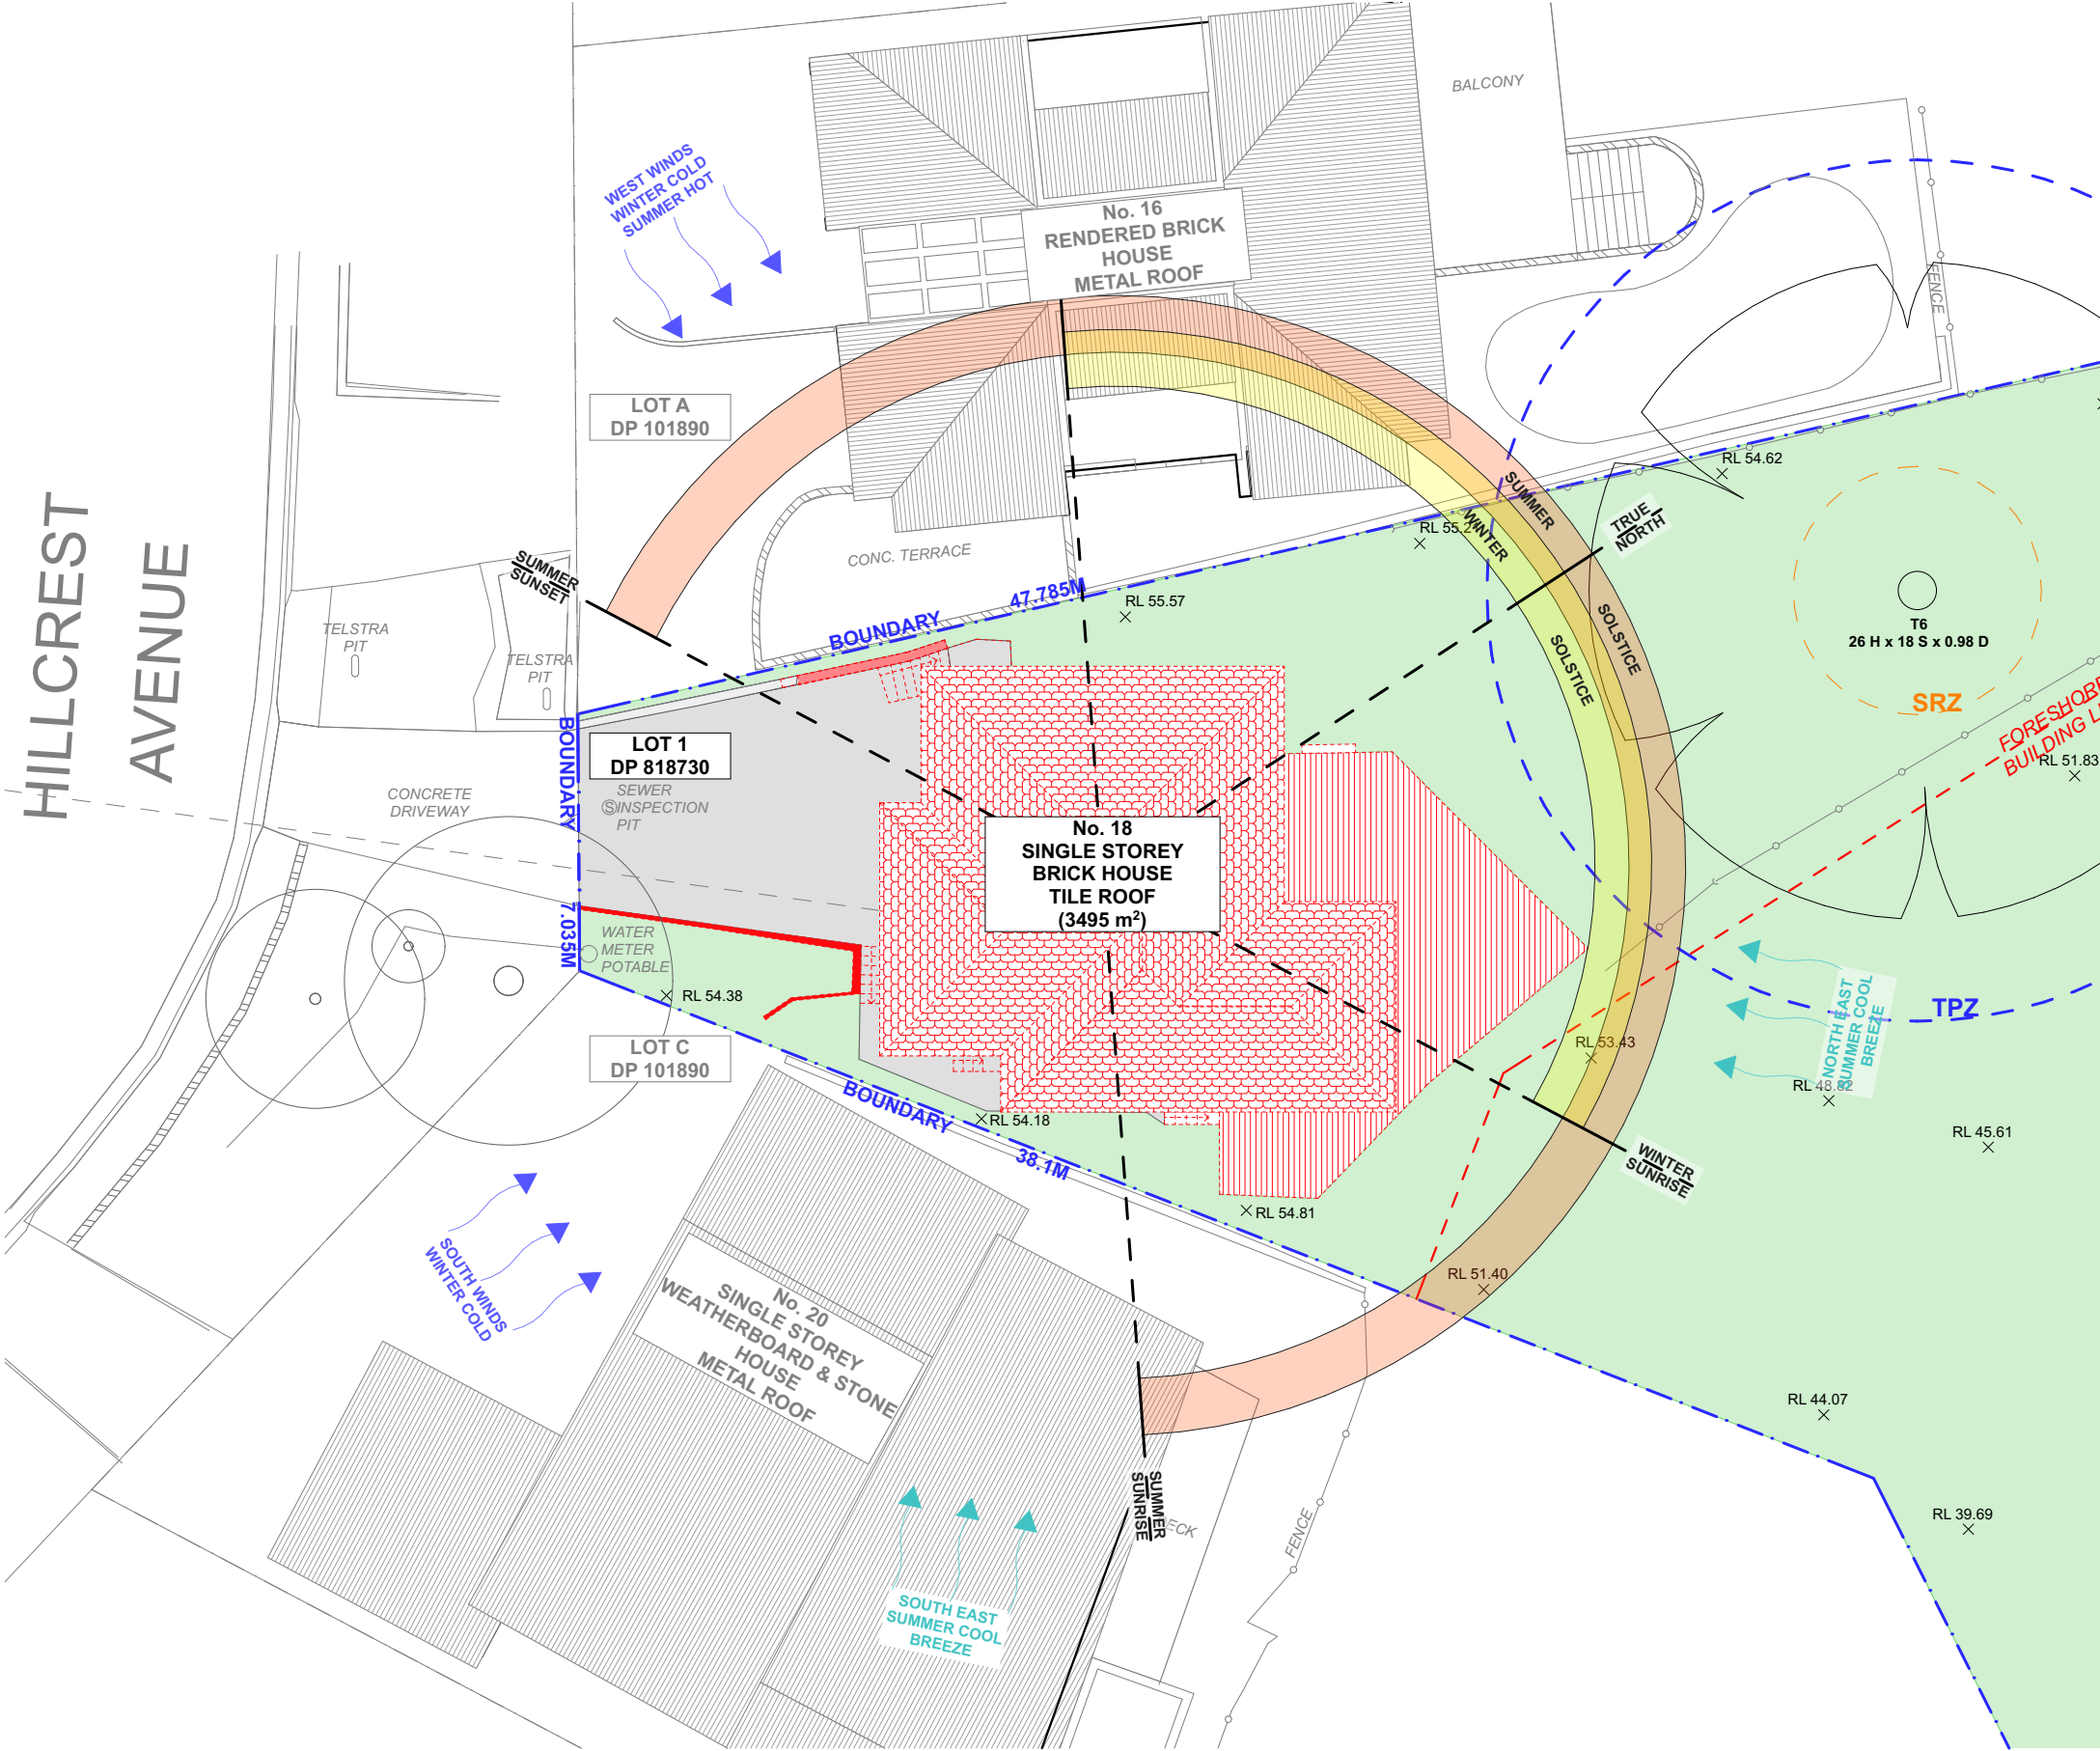 BALCONY
WEST WINDS
WINTER COLD
SUMMER HOT
No. 16
RENDERED BRICK
HOUSE
METAL ROOF
FENCE
LOT A
DP 101890
RL 54.62
SUMMER
SOLSTICE
WINTER
SOLSTICE
TRUE
NORTH
RL 55.2
CONC. TERRACE
SUMMER
SUNSET
HILLCREST
AVENUE
BOUNDARY
47.785M
RL 55.57
TELSTRA
PIT
TELSTRA
PIT
T6
26 H x 18 S x 0.98 D
SRZ
FORESHORE
BUILDING
RL 51.83
BOUNDARY
7.035M
LOT 1
DP 818730
SEWER
INSPECTION
PIT
S
CONCRETE
DRIVEWAY
No. 18
SINGLE STOREY
BRICK HOUSE
TILE ROOF
(3495 m²)
WATER
METER
POTABLE
RL 54.38
NORTH EAST
SUMMER COOL
BREEZE
TPZ
RL 53.43
RL 48.82
LOT C
DP 101890
BOUNDARY
38.1M
RL 54.18
RL 45.61
WINTER
SUNRISE
RL 54.81
SOUTH WINDS
WINTER COLD
RL 51.40
No. 20
SINGLE STOREY
WEATHERBOARD & STONE
HOUSE
METAL ROOF
RL 44.07
SUMMER
SUNRISE
FENCE
RL 39.69
SOUTH EAST
SUMMER COOL
BREEZE